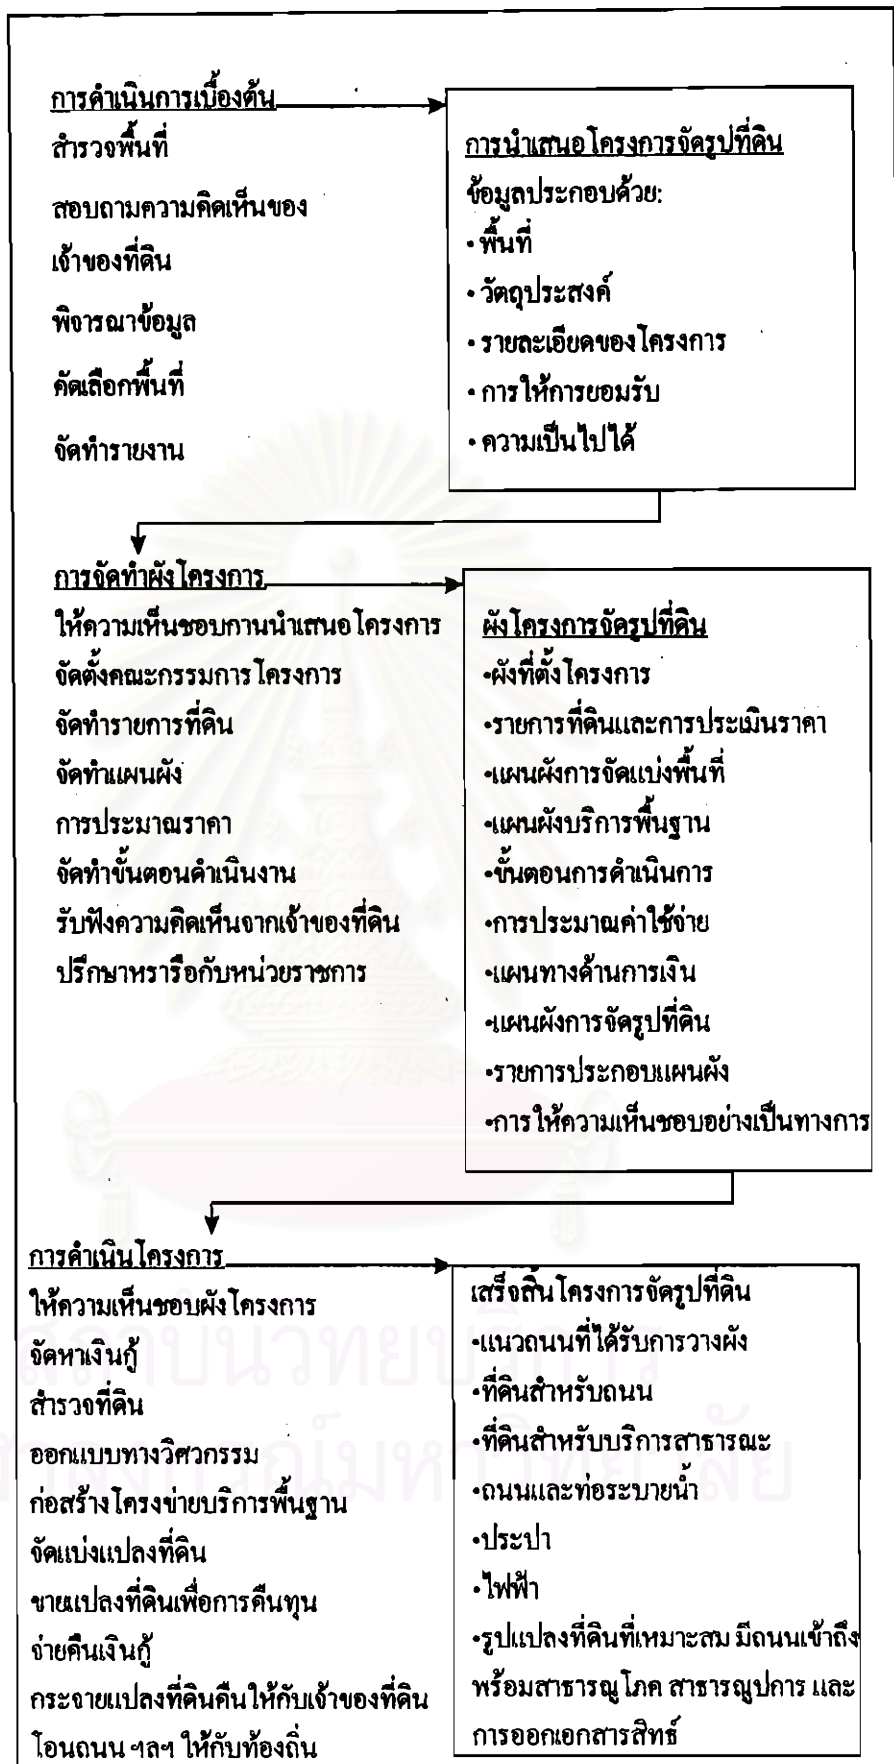 การดำเนินการเบื้องต้น
สำรวจพื้นที่
สอบถามความคิดเห็นของ
เจ้าของที่ดิน
พิจารณาข้อมูล
คัดเลือกพื้นที่
จัดทำรายงาน
การนำเสนอโครงการจัดรูปที่ดิน
ข้อมูลประกอบด้วย:
• พื้นที่
• วัตถุประสงค์
• รายละเอียดของโครงการ
• การให้การยอมรับ
• ความเป็นไปได้
การจัดทำผังโครงการ
ให้ความเห็นชอบกานนำเสนอโครงการ
จัดตั้งคณะกรรมการโครงการ
จัดทำรายการที่ดิน
จัดทำแผนผัง
การประมาณราคา
จัดทำขั้นตอนดำเนินงาน
รับฟังความคิดเห็นจากเจ้าของที่ดิน
ปรึกษาหรารือกับหน่วยราชการ
ผังโครงการจัดรูปที่ดิน
•ผังที่ตั้งโครงการ
•รายการที่ดินและการประเมินราคา
•แผนผังการจัดแบ่งพื้นที่
•แผนผังบริการพื้นฐาน
•ขั้นตอนการดำเนินการ
•การประมาณค่าใช้จ่าย
•แผนทางด้านการเงิน
•แผนผังการจัดรูปที่ดิน
•รายการประกอบแผนผัง
•การให้ความเห็นชอบอย่างเป็นทางการ
การดำเนินโครงการ
ให้ความเห็นชอบผังโครงการ
จัดหาเงินกู้
สำรวจที่ดิน
ออกแบบทางวิศวกรรม
ก่อสร้างโครงข่ายบริการพื้นฐาน
จัดแบ่งแปลงที่ดิน
ขายแปลงที่ดินเพื่อการคืนทุน
จ่ายคืนเงินกู้
กระจายแปลงที่ดินคืนให้กับเจ้าของที่ดิน
โอนถนน ฯลฯ ให้กับท้องถิ่น
เสร็จสิ้นโครงการจัดรูปที่ดิน
•แนวถนนที่ได้รับการวางผัง
•ที่ดินสำหรับถนน
•ที่ดินสำหรับบริการสาธารณะ
•ถนนและท่อระบายน้ำ
•ประปา
•ไฟฟ้า
•รูปแปลงที่ดินที่เหมาะสม มีถนนเข้าถึง
พร้อมสาธารณูโภค สาธารณูปการ และ
การออกเอกสารสิทธ์
สถาบันวิทยบริการ